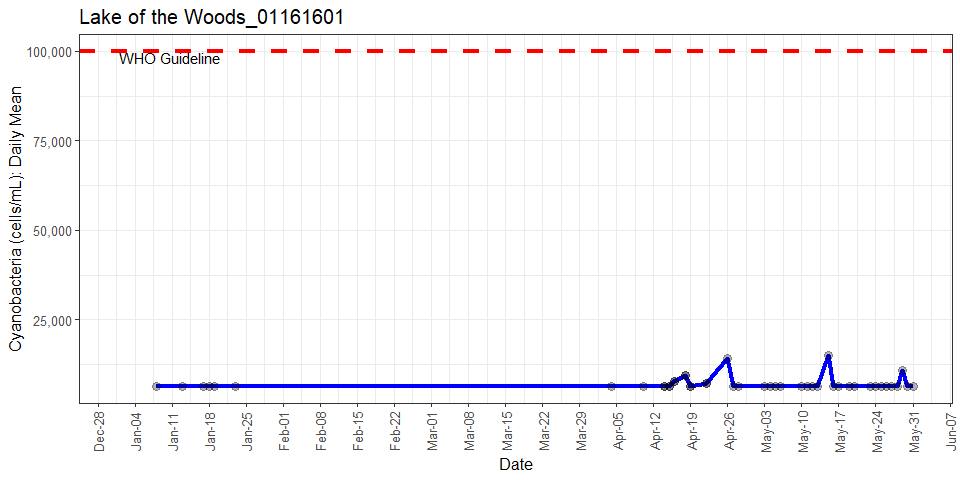 Lake of the Woods_01161601
Cyanobacteria (cells/mL): Daily Mean
100,000
75,000
50,000
25,000
WHO Guideline
Dec-28
Jan-04
Jan-11
Jan-18
Jan-25
Feb-01
Feb-08
Feb-15
Feb-22
Mar-01
Mar-08
Mar-15
Mar-22
Mar-29
Apr-05
Apr-12
Apr-19
Apr-26
May-03
May-10
May-17
May-24
May-31
Jun-07
Date